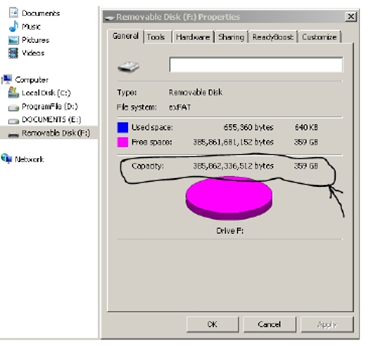 Documents
Music
Pictures
Videos
Computer
Local Disk (C:)
ProgramFile (D:)
DOCUMENTS (E:)
Removable Disk (F:)
Network
Removable Disk (F:) Properties
General Tools Hardware Sharing ReadyBoost Customize
Type: Removable Disk
File system: exFAT
Used space: 655,360 bytes 640 KB
Free space: 385,861,681,152 bytes 359 GB
Capacity: 385,862,336,512 bytes 359 GB
Drive F:
OK Cancel Apply